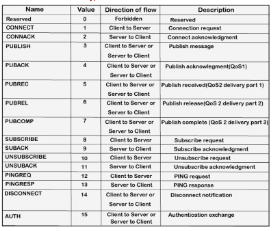 Name Value Direction of flow Description
Reserved 0 Forbidden Reserved
CONNECT 1 Client to Server Connection request
CONNACK 2 Server to Client Connect acknowledgment
PUBLISH 3 Client to Server or Publish message
Server to Client
PUBACK 4 Client to Server or Publish acknowledgment(QoS1)
Server to Client
PUBREC 5 Client to Server or Publish received(QoS2 delivery part 1)
Server to Client
PUBREL 6 Client to Server or Publish release(QoS 2 delivery part 2)
Server to Client
PUBCOMP 7 Client to Server or Publish complete (QoS 2 delivery part 3)
Server to Client
SUBSCRIBE 8 Client to Server Subscribe request
SUBACK 9 Server to Client Subscribe acknowledgment
UNSUBSCRIBE 10 Client to Server Unsubscribe request
UNSUBACK 11 Server to Client Unsubscribe acknowledgment
PINGREQ 12 Client to Server PING request
PINGRESP 13 Server to Client PING response
DISCONNECT 14 Client to Server or Disconnect notification
Server to Client
AUTH 15 Client to Server or Authentication exchange
Server to Client